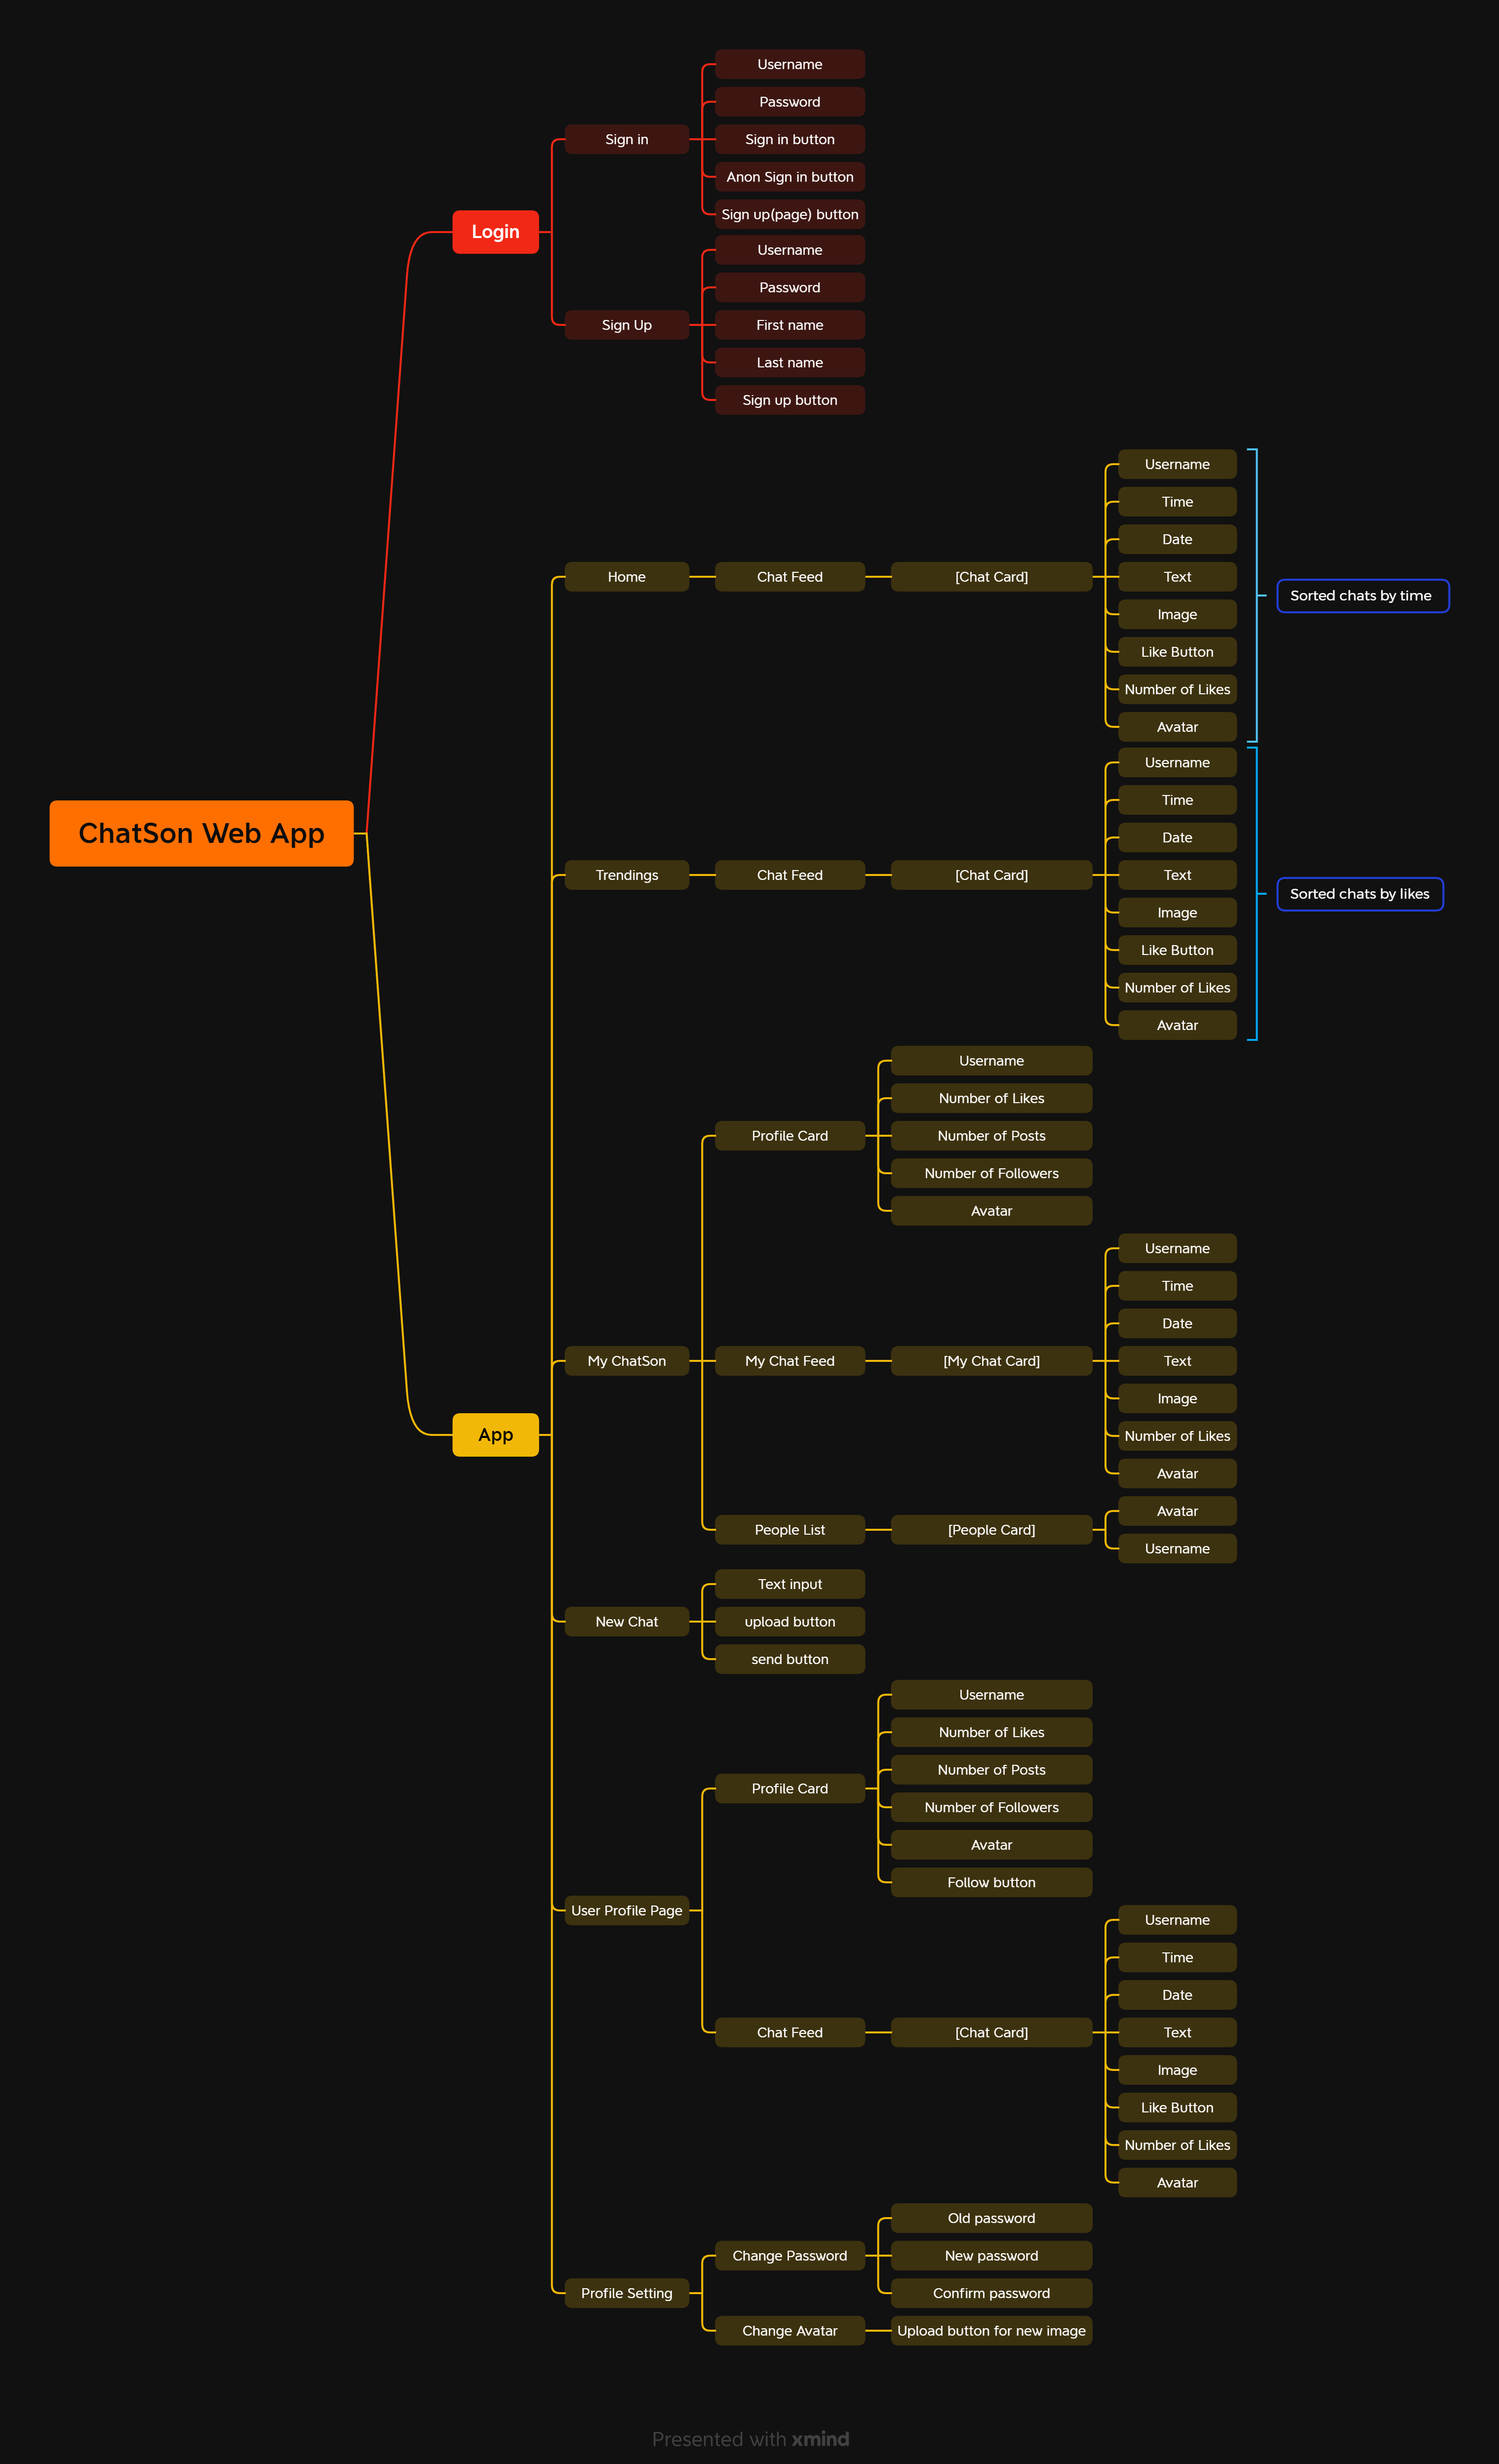 ChatSon Web App
Login
Sign in
Username
Password
Sign in button
Anon Sign in button
Sign up(page) button
Sign Up
Username
Password
First name
Last name
Sign up button
App
Home
Chat Feed
[Chat Card]
Username
Time
Date
Text
Image
Like Button
Number of Likes
Avatar
Sorted chats by time
Trendings
Chat Feed
[Chat Card]
Username
Time
Date
Text
Image
Like Button
Number of Likes
Avatar
Sorted chats by likes
My ChatSon
Profile Card
Username
Number of Likes
Number of Posts
Number of Followers
Avatar
My Chat Feed
[My Chat Card]
Username
Time
Date
Text
Image
Number of Likes
Avatar
People List
[People Card]
Avatar
Username
New Chat
Text input
upload button
send button
User Profile Page
Profile Card
Username
Number of Likes
Number of Posts
Number of Followers
Avatar
Follow button
Chat Feed
[Chat Card]
Username
Time
Date
Text
Image
Like Button
Number of Likes
Avatar
Profile Setting
Change Password
Old password
New password
Confirm password
Change Avatar
Upload button for new image
Presented with xmind